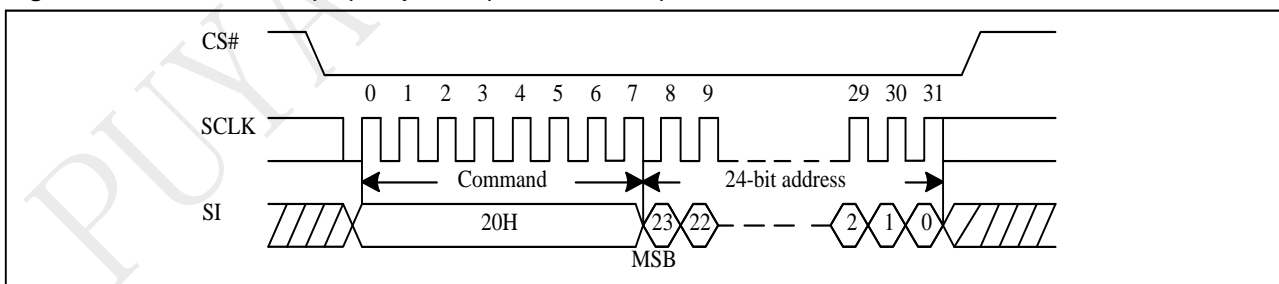 PUYA
CS#
0 1 2 3 4 5 6 7 8 9 29 30 31
SCLK
Command 24-bit address
SI 20H 23 22 2 1 0
MSB